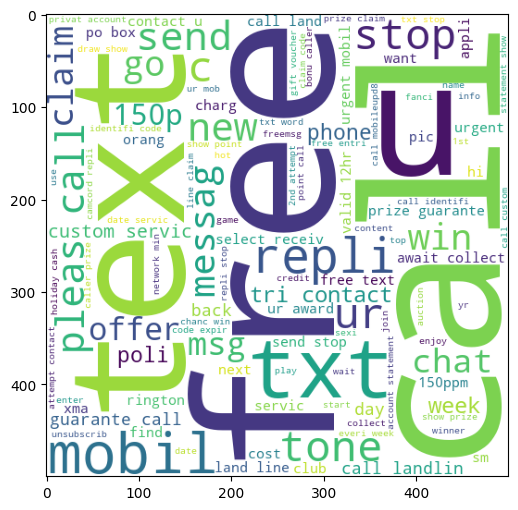 0
100
200
300
400
0
100
200
300
400
private account
contact u
call land
prize claim
txt stop
po box
send
stop
appli
statement show
draw show
go
c
gift voucher
claim code
bonu caller
want
claim
text
ur mob
free
urgent mobil
call mobileupd8
u
name
fanci
info
150p
charg
new
txt word
freemsg
phone
pic
urgent
1st
identifi code
orang
show point
hot
free entri
2nd attempt
point call
hi
use
call
camcord repli
line claim
valid 12hr
call identifi
prize guarante
call custom
date servic
game
messag
content
custom servic
network min
select receiv
repli
top
win
await collect
pleas call
caller prize
holiday cash
repli stop
credit
free text
tri contact
auction
yr
back
ur award
ur
join
attempt contact
offer
chanc win
code expir
msg
send stop
sexi
enjoy
poli
txt
chat
next
play
wait
account statement
150ppm
enter
xma
rington
servic
start
day
week
show prize
guarante call
collect
winner
unsubscrib
find
everi week
tone
sm
mobil
date
cost
land line
club
call landlin